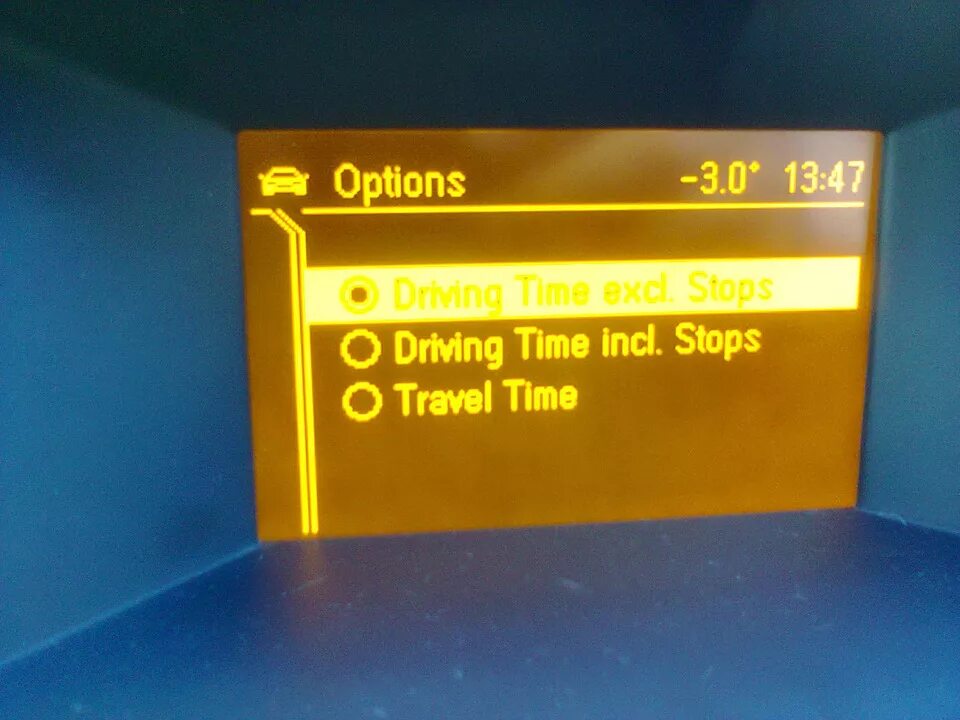 Options -3.0° 13:47
Driving Time excl. Stops
Driving Time incl. Stops
Travel Time